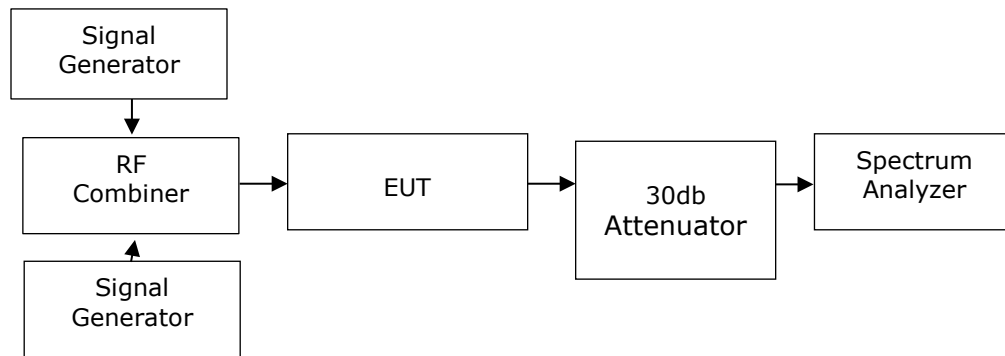 Signal
Generator
RF
Combiner
EUT
30db
Attenuator
Spectrum
Analyzer
Signal
Generator